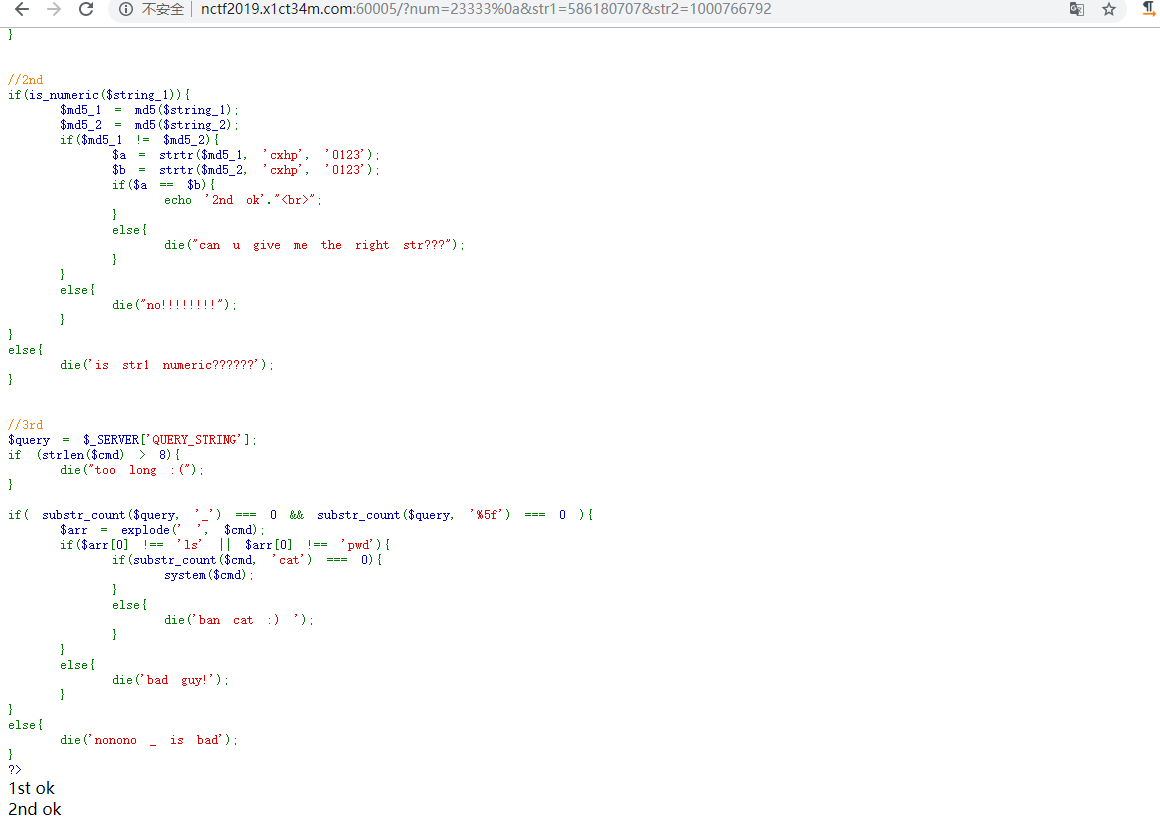 不安全 | nctf2019.x1ct34m.com:60005/?num=23333%0a&str1=586180707&str2=1000766792
}
//2nd
if(is_numeric($string_1)){
$md5_1 = md5($string_1);
$md5_2 = md5($string_2);
if($md5_1 != $md5_2){
$a = strtr($md5_1, 'cxhp', '0123');
$b = strtr($md5_2, 'cxhp', '0123');
if($a == $b){
echo '2nd ok'."<br>";
}
else{
die("can u give me the right str???");
}
}
else{
die("no!!!!!!!!");
}
}
else{
die('is str1 numeric??????');
}
//3rd
$query = $_SERVER['QUERY_STRING'];
if (strlen($cmd) > 8){
die("too long :(");
}
if( substr_count($query, '_') === 0 && substr_count($query, '%5f') === 0 ){
$arr = explode(' ', $cmd);
if($arr[0] !== 'ls' || $arr[0] !== 'pwd'){
if(substr_count($cmd, 'cat') === 0){
system($cmd);
}
else{
die('ban cat :) ');
}
}
else{
die('bad guy!');
}
}
else{
die('nonono _ is bad');
}
?>
1st ok
2nd ok